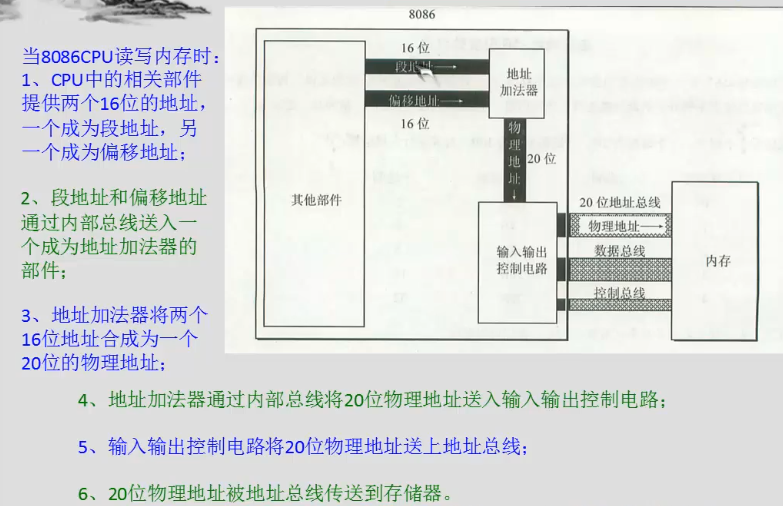 8086
当8086CPU读写内存时：
1、CPU中的相关部件
提供两个16位的地址，
一个成为段地址，另
一个成为偏移地址；
2、段地址和偏移地址
通过内部总线送入一
个成为地址加法器的
部件；
3、地址加法器将两个
16位地址合成为一个
20位的物理地址；
16 位
段地址
偏移地址
16 位
地址
加法器
物理地址
20 位
其他部件
输入输出
控制电路
20 位地址总线
物理地址
数据总线
控制总线
内存
4、地址加法器通过内部总线将20位物理地址送入输入输出控制电路；
5、输入输出控制电路将20位物理地址送上地址总线；
6、20位物理地址被地址总线传送到存储器。